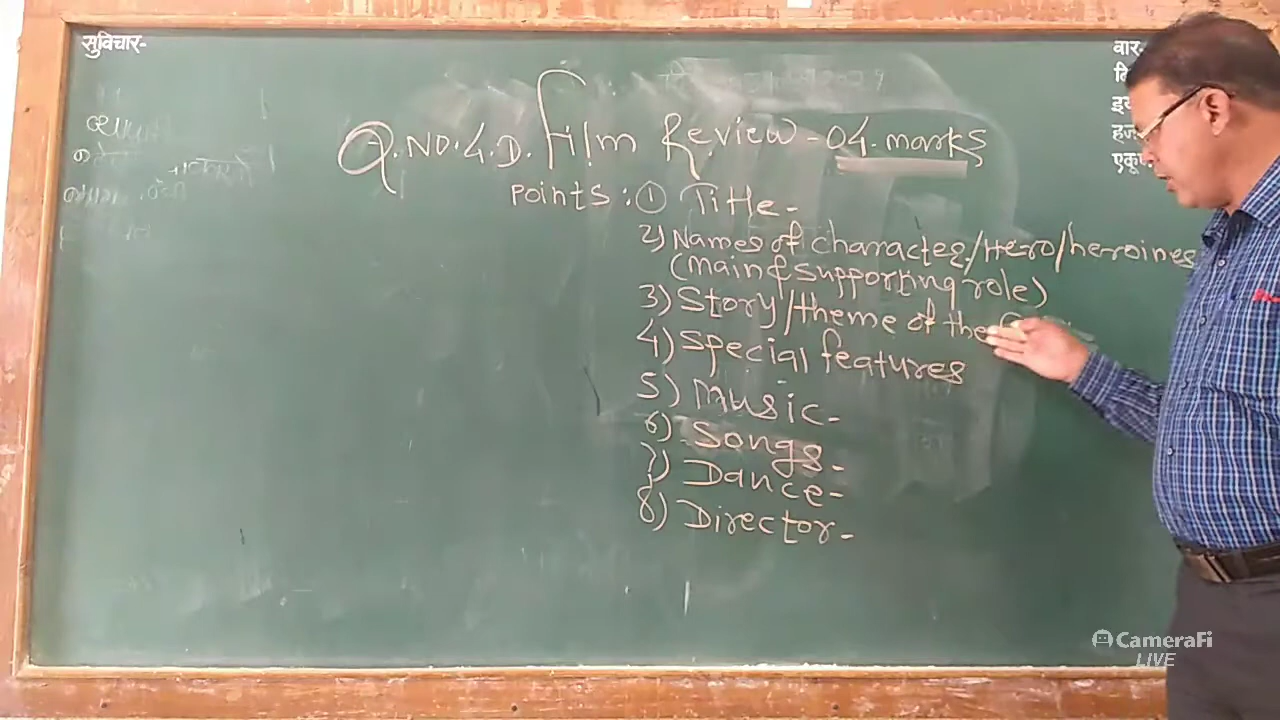 सुविचार-
वार-
Q.NO.4.D. Film Review - 04 marks
Points: ① Title -
2) Names of character/Hero/heroines
(main & supporting role)
3) Story/theme of the
4) Special features
5) Music -
6) Songs -
7) Dance -
8) Director -
CameraFi
LIVE